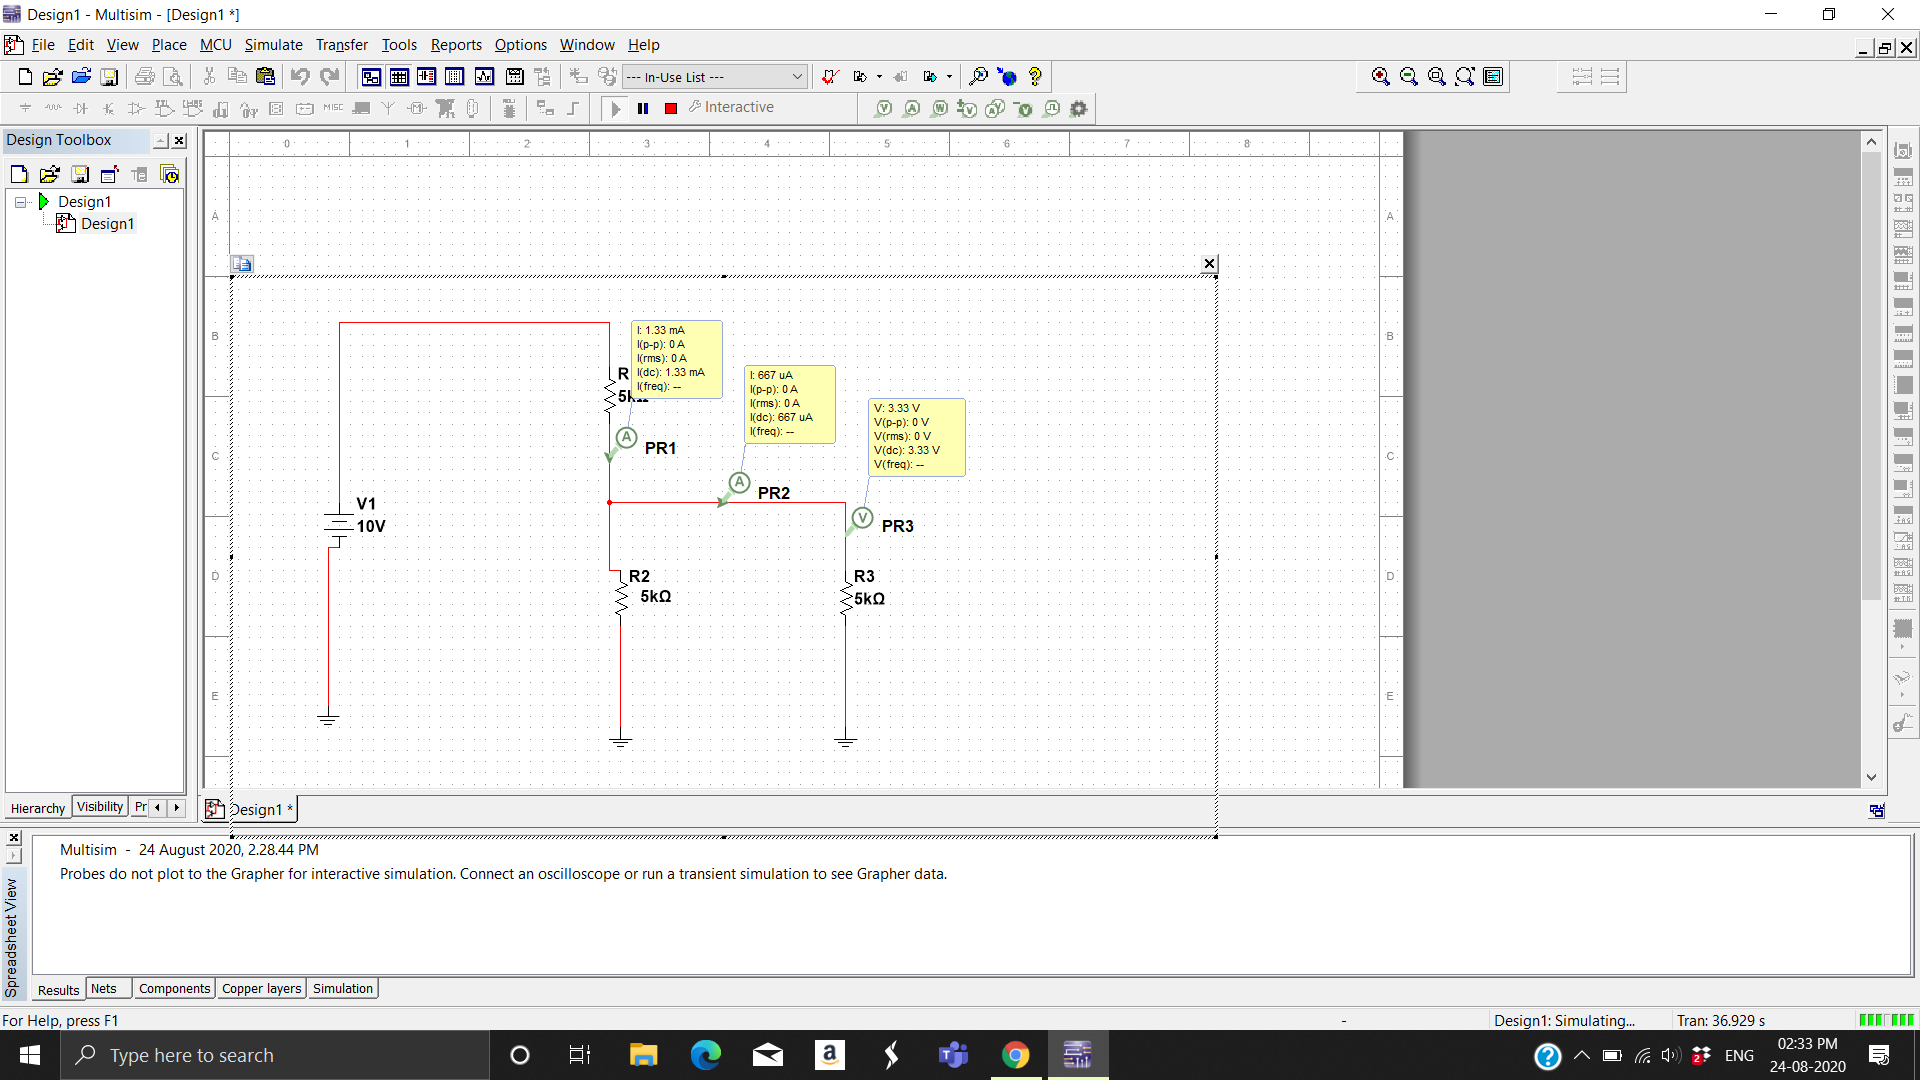 Design1 - Multisim - [Design1 *]
File Edit View Place MCU Simulate Transfer Tools Reports Options Window Help
--- In-Use List ---
MISC
Interactive
V A W V AV V
Design Toolbox
0 1 2 3 4 5 6 7 8
Design1
Design1
A A
B B
C C
D D
E E
I: 1.33 mA
I(p-p): 0 A
I(rms): 0 A
I(dc): 1.33 mA
I(freq): --
R
5kΩ
I: 667 uA
I(p-p): 0 A
I(rms): 0 A
I(dc): 667 uA
I(freq): --
V: 3.33 V
V(p-p): 0 V
V(rms): 0 V
V(dc): 3.33 V
V(freq): --
A
PR1
A
PR2
V
PR3
V1
10V
R2
5kΩ
R3
5kΩ
Hierarchy Visibility Pr
Design1 *
Spreadsheet View
Multisim - 24 August 2020, 2.28.44 PM
Probes do not plot to the Grapher for interactive simulation. Connect an oscilloscope or run a transient simulation to see Grapher data.
Results Nets Components Copper layers Simulation
For Help, press F1 - Design1: Simulating... Tran: 36.929 s
Type here to search
ENG
02:33 PM
24-08-2020